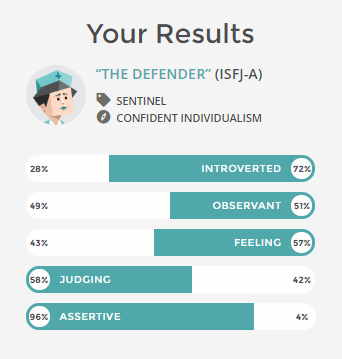 Your Results
“THE DEFENDER” (ISFJ-A)
SENTINEL
CONFIDENT INDIVIDUALISM
28% INTROVERTED 72%
49% OBSERVANT 51%
43% FEELING 57%
58% JUDGING 42%
96% ASSERTIVE 4%